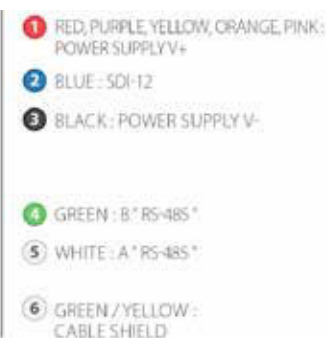 1 RED, PURPLE, YELLOW, ORANGE, PINK :
POWER SUPPLY V+
2 BLUE : SDI-12
3 BLACK : POWER SUPPLY V-
4 GREEN : B " RS-485 "
5 WHITE : A " RS-485 "
6 GREEN / YELLOW :
CABLE SHIELD